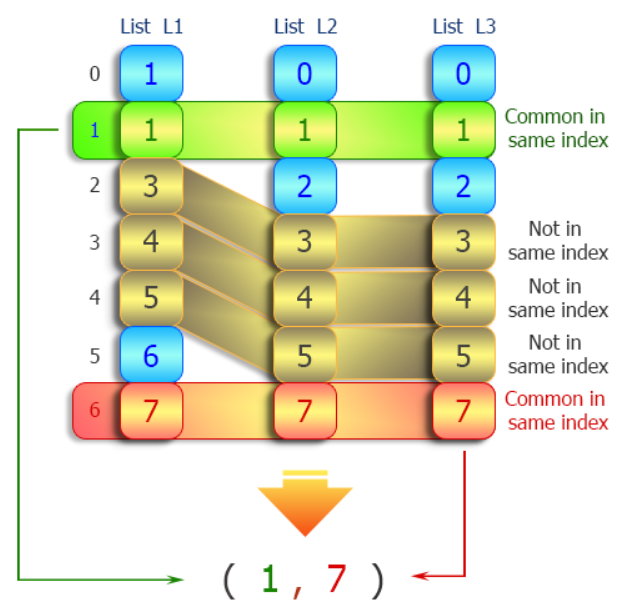 List L1 List L2 List L3
0 1 0 0
1 1 1 1 Common in
same index
2 3 2 2
3 4 3 3 Not in
same index
4 5 4 4 Not in
same index
5 6 5 5 Not in
same index
6 7 7 7 Common in
same index
( 1 , 7 )